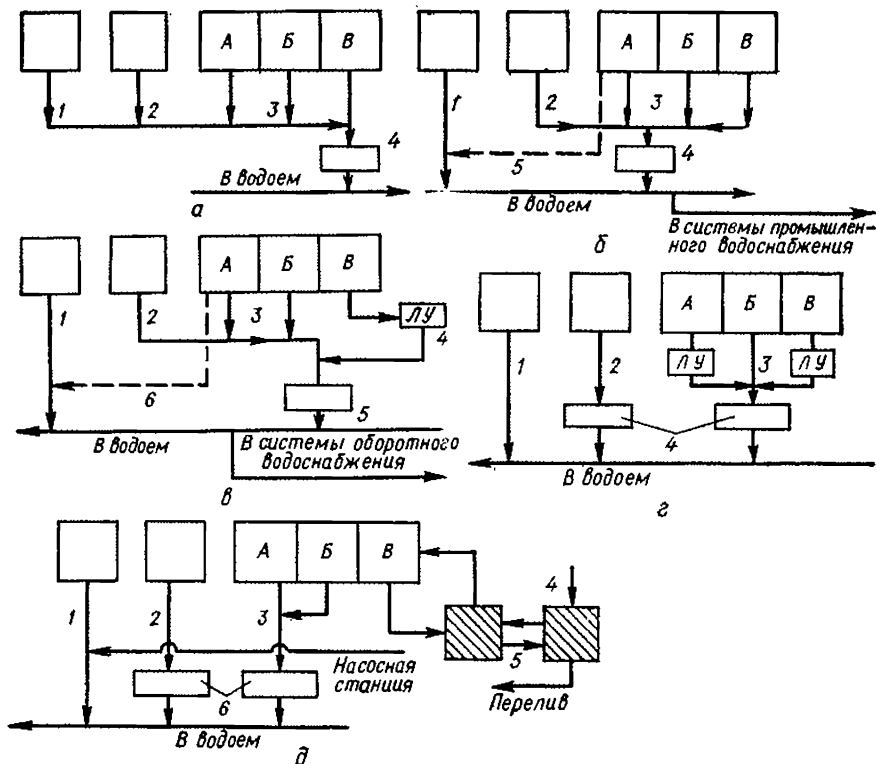 А Б В
1 2 3
4
В водоем
а
А Б В
1 2 3
4
5
В водоем
В системы промышлен-
ного водоснабжения
б
А Б В
1 2 3
ЛУ
4
5
6
В водоем
В системы оборотного
водоснабжения
в
А Б В
ЛУ ЛУ
1 2 3
4
В водоем
г
А Б В
1 2 3
4
5
Насосная
станция
6
Перелив
В водоем
д